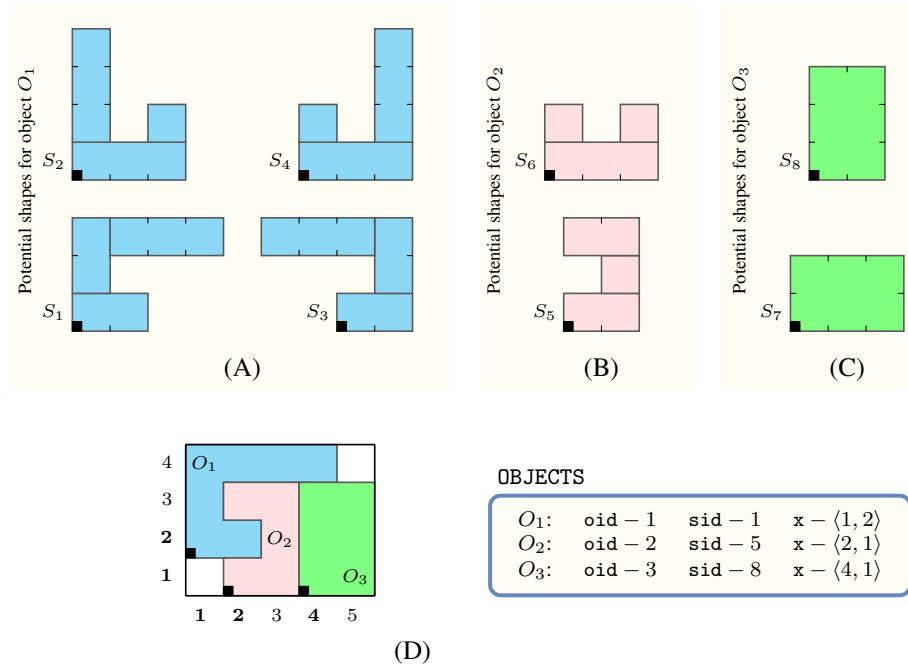 Potential shapes for object O₁
S₂
S₄
S₁
S₃
(A)
Potential shapes for object O₂
S₆
S₅
(B)
Potential shapes for object O₃
S₈
S₇
(C)
4
3
2
1
O₁
O₂
O₃
1 2 3 4 5
(D)
OBJECTS
O₁: oid − 1 sid − 1 x − ⟨1, 2⟩
O₂: oid − 2 sid − 5 x − ⟨2, 1⟩
O₃: oid − 3 sid − 8 x − ⟨4, 1⟩